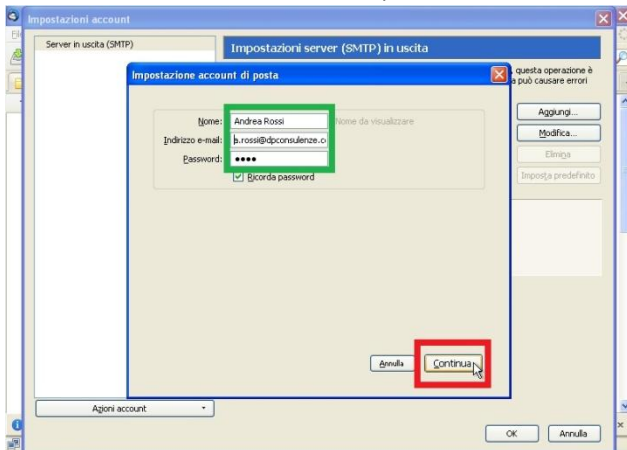 Impostazioni account
Server in uscita (SMTP)
Impostazioni server (SMTP) in uscita
questa operazione è
può causare errori
Impostazione account di posta
Nome:
Andrea Rossi
Nome da visualizzare
Indirizzo e-mail:
.rossi@dpconsulenze.c
Password:
••••
Ricorda password
Aggiungi...
Modifica...
Elimina
Imposta predefinito
Annulla
Continua
Azioni account
OK
Annulla